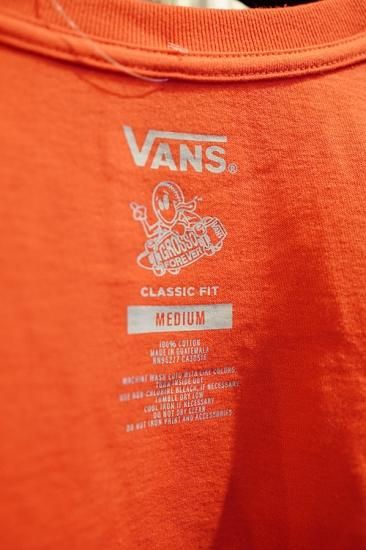 VANS®
GROSSO
FOREVER
™
CLASSIC FIT
MEDIUM
100% COTTON
MADE IN GUATEMALA
MACHINE WASH COLD WITH LIKE COLORS,
TURN INSIDE OUT
USE NON-CHLORINE BLEACH, IF NECESSARY
TUMBLE DRY LOW
COOL IRON IF NECESSARY
DO NOT DRY CLEAN
DO NOT IRON PRINT AND ACCESSORIES